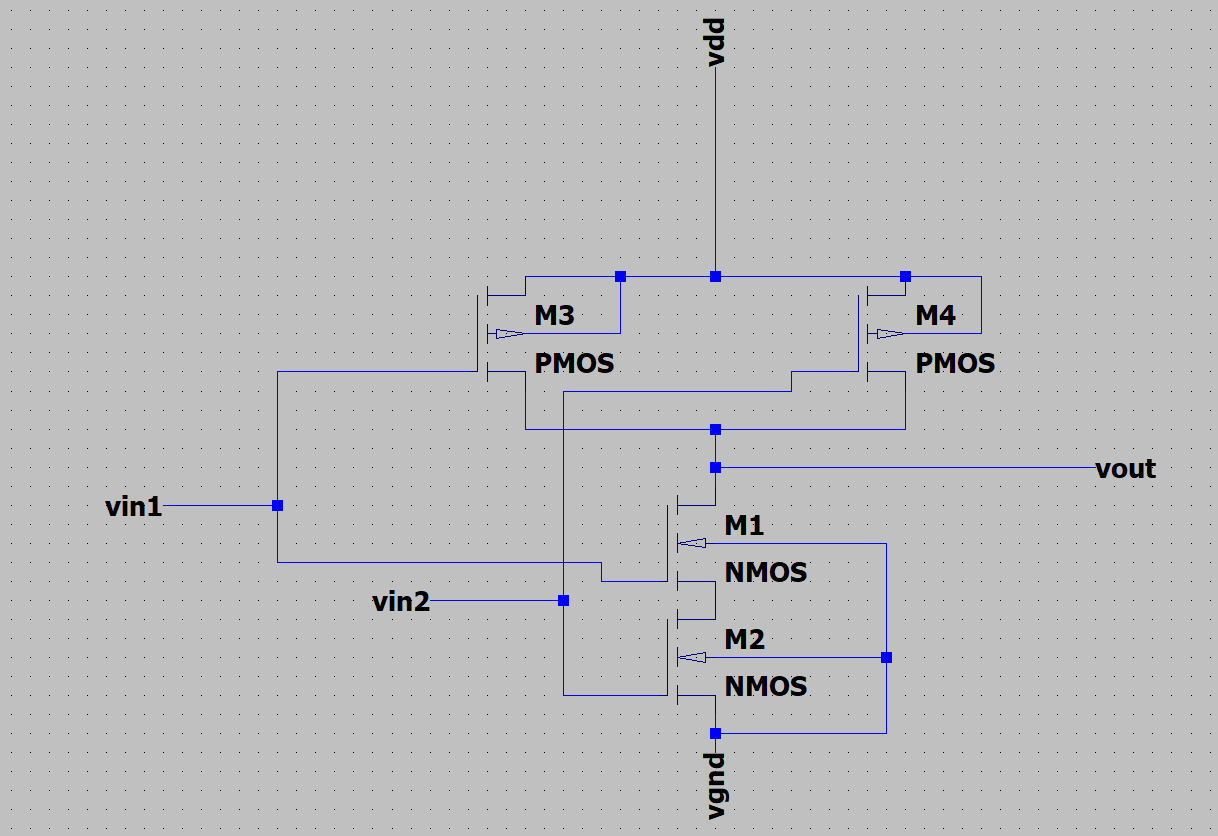 vdd
M3
M4
PMOS
PMOS
vout
vin1
M1
NMOS
vin2
M2
NMOS
vgnd